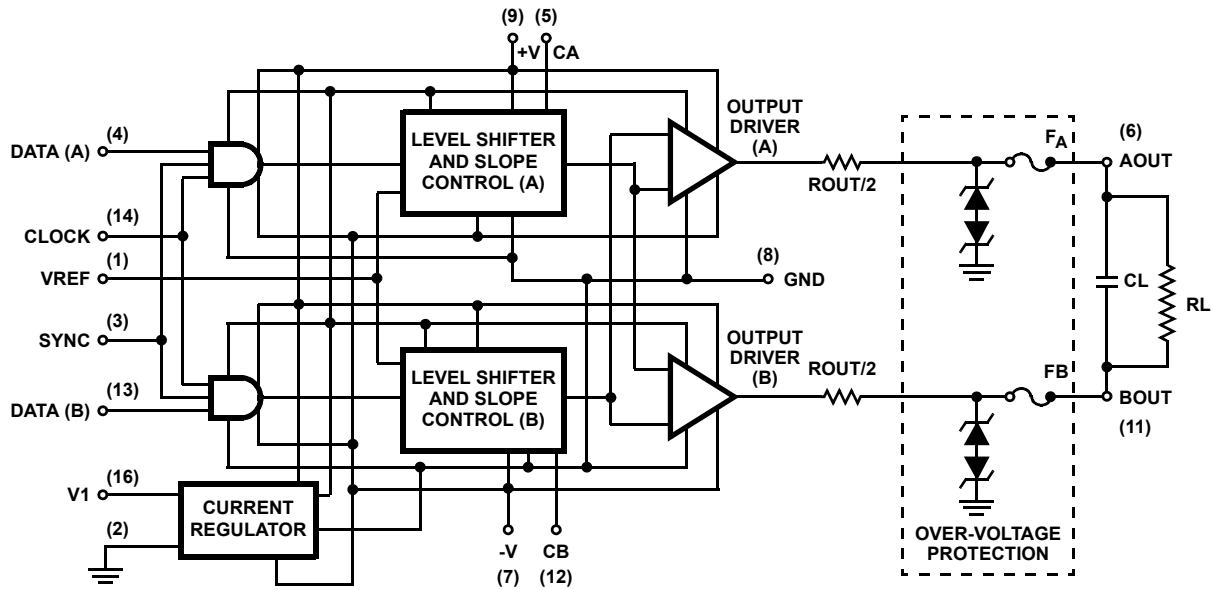 (9)
(5)
+V
CA
(4)
DATA (A)
LEVEL SHIFTER
AND SLOPE
CONTROL (A)
OUTPUT
DRIVER
(A)
ROUT/2
FA
(6)
AOUT
(14)
CLOCK
(1)
VREF
(8)
GND
CL
RL
(3)
SYNC
(13)
DATA (B)
LEVEL SHIFTER
AND SLOPE
CONTROL (B)
OUTPUT
DRIVER
(B)
ROUT/2
FB
BOUT
(11)
(16)
V1
(2)
CURRENT
REGULATOR
-V
(7)
CB
(12)
OVER-VOLTAGE
PROTECTION